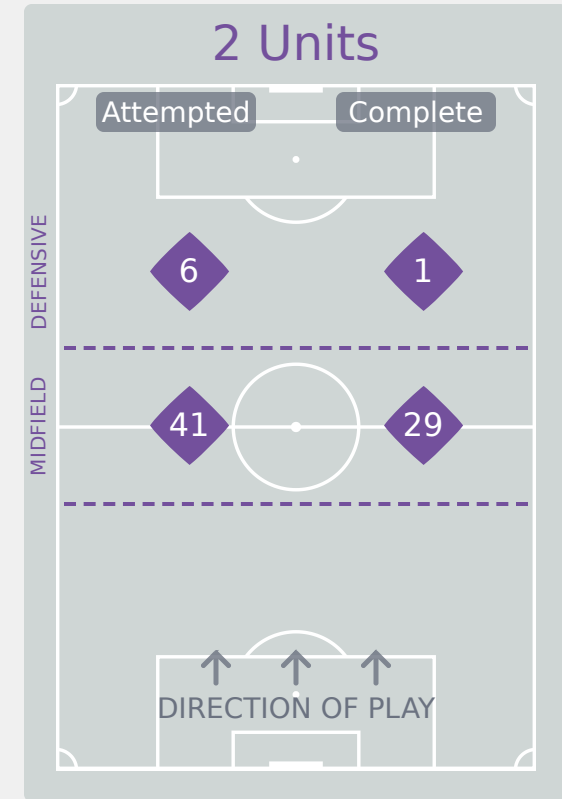 2 Units
Attempted
Complete
DEFENSIVE
6
1
MIDFIELD
41
29
DIRECTION OF PLAY